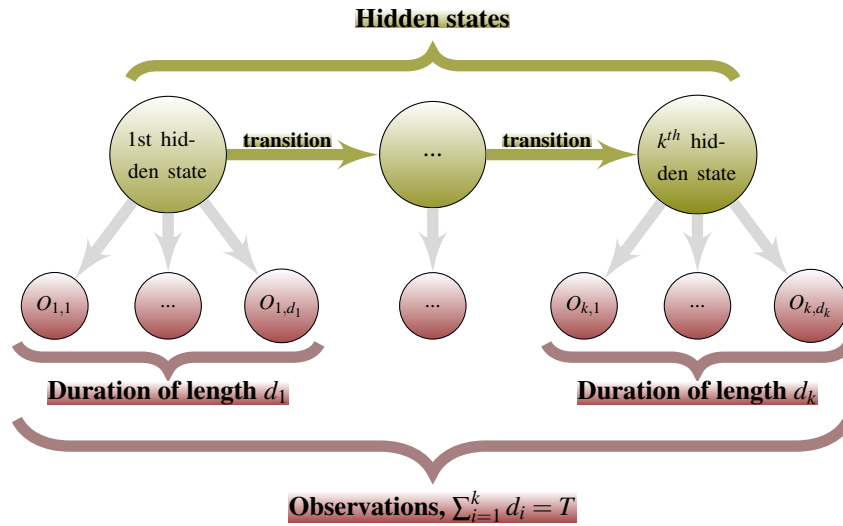 Hidden states
1st hid-
den state
transition
...
transition
k^{th} hid-
den state
O_{1,1}
...
O_{1,d_1}
...
O_{k,1}
...
O_{k,d_k}
Duration of length d_1
Duration of length d_k
Observations, \sum_{i=1}^{k} d_i = T